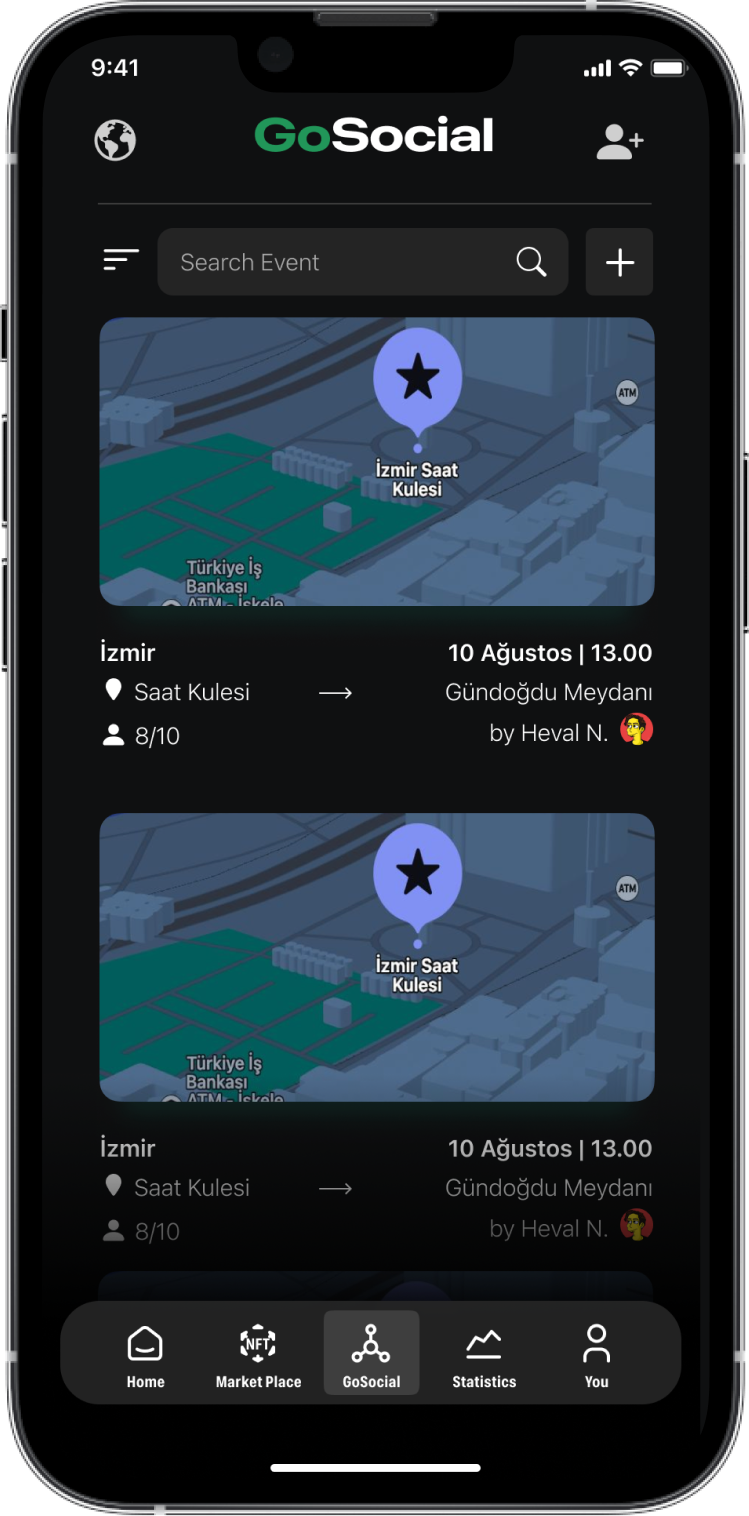 9:41
GoSocial
Search Event
ATM
İzmir Saat
Kulesi
Türkiye İş
Bankası
ATM - İskele
İzmir
10 Ağustos | 13.00
Saat Kulesi
Gündoğdu Meydanı
8/10
by Heval N.
ATM
İzmir Saat
Kulesi
Türkiye İş
Bankası
ATM - İskele
İzmir
10 Ağustos | 13.00
Saat Kulesi
Gündoğdu Meydanı
8/10
by Heval N.
NFT
Home
Market Place
GoSocial
Statistics
You